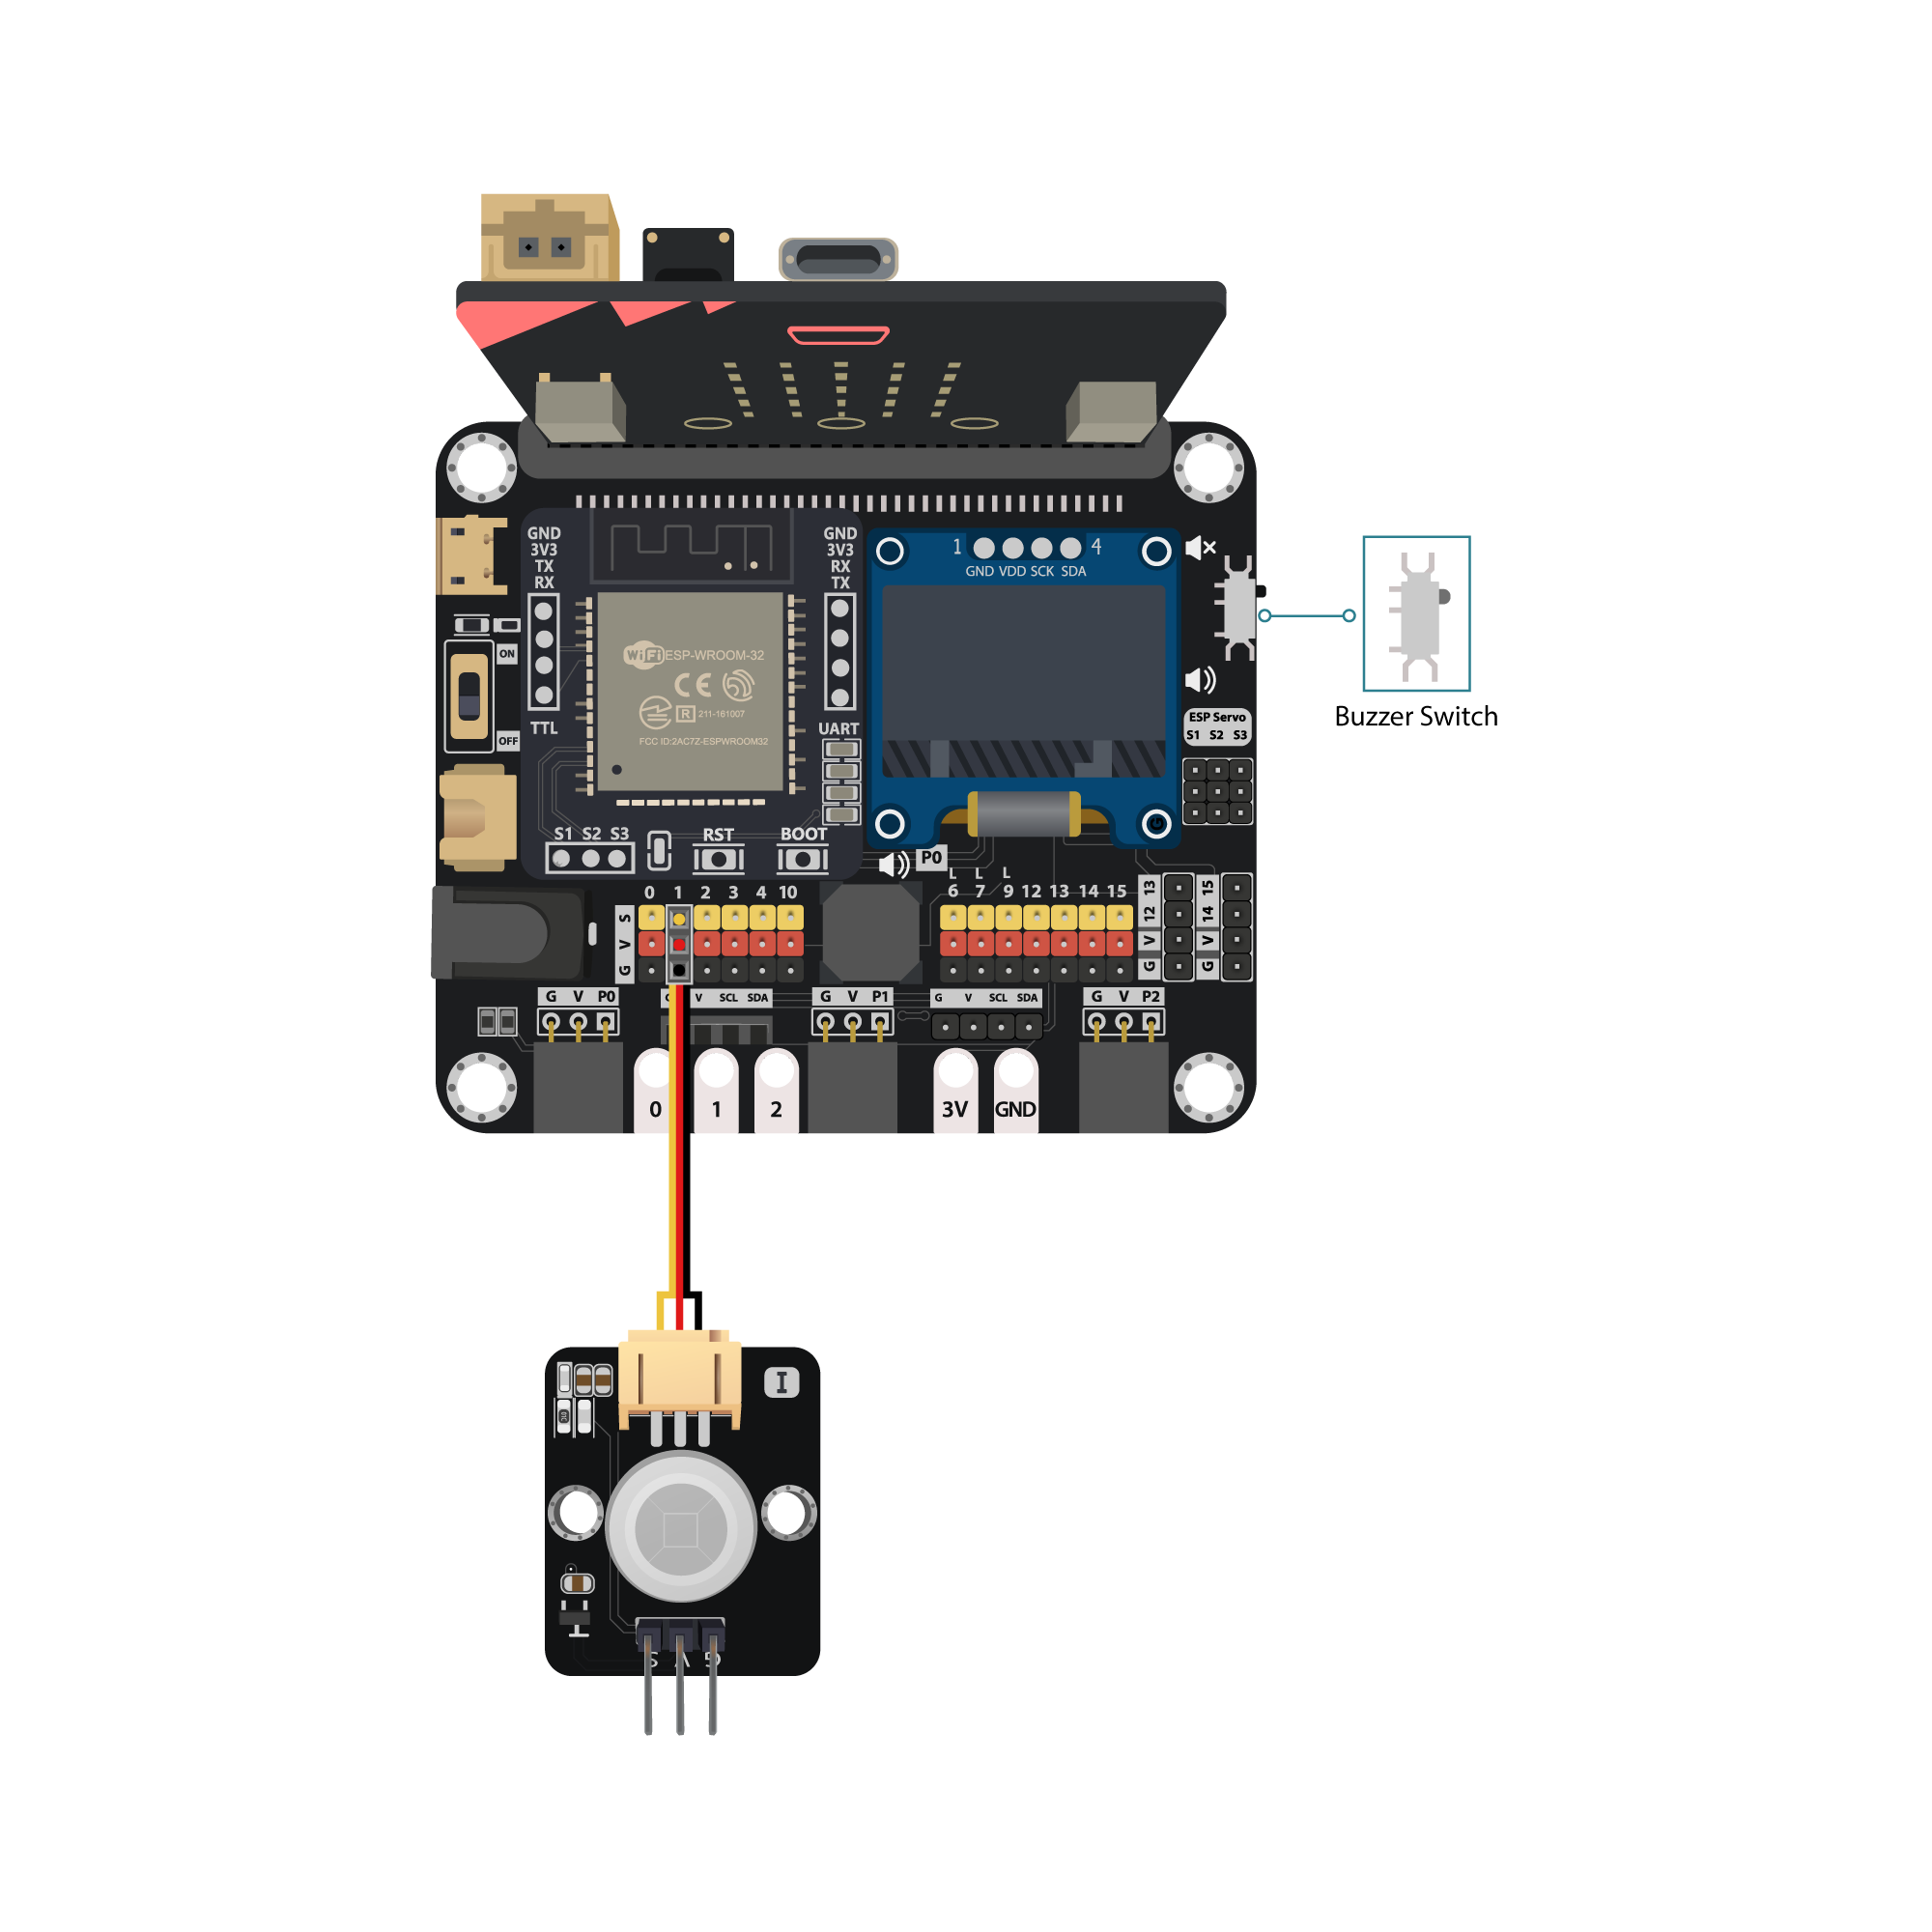 GND
3V3
TX
RX
TTL
GND
3V3
RX
TX
UART
WiFi ESP-WROOM-32
CE
R 211-161007
FCC ID:2AC7Z-ESPWROOM32
ON
OFF
S1 S2 S3
RST
BOOT
1 4
GND VDD SCK SDA
Buzzer Switch
ESP Servo
S1 S2 S3
P0
L L L
0 1 2 3 4 10
6 7 9 12 13 14 15
S
V
G
13
12
V
G
15
14
V
G
G V P0
V SCL SDA
G V P1
G V SCL SDA
G V P2
0 1 2 3V GND
I
S V G